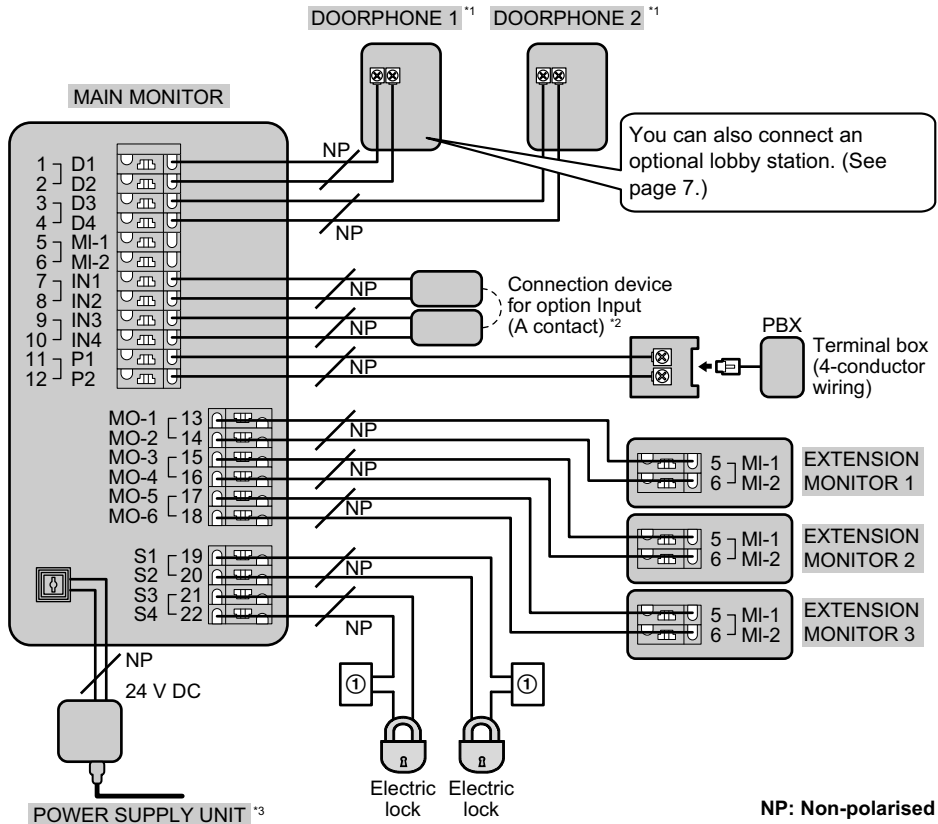 DOORPHONE 1 *1
DOORPHONE 2 *1
MAIN MONITOR
You can also connect an
optional lobby station. (See
page 7.)
1 D1
2 D2
3 D3
4 D4
5 MI-1
6 MI-2
7 IN1
8 IN2
9 IN3
10 IN4
11 P1
12 P2
NP
NP
NP
NP
NP
Connection device
for option Input
(A contact) *2
PBX
Terminal box
(4-conductor
wiring)
MO-1 13
MO-2 14
MO-3 15
MO-4 16
MO-5 17
MO-6 18
NP
NP
NP
5 MI-1
6 MI-2
EXTENSION
MONITOR 1
5 MI-1
6 MI-2
EXTENSION
MONITOR 2
5 MI-1
6 MI-2
EXTENSION
MONITOR 3
S1 19
S2 20
S3 21
S4 22
NP
NP
NP
24 V DC
①
①
Electric
lock
Electric
lock
POWER SUPPLY UNIT *3
NP: Non-polarised